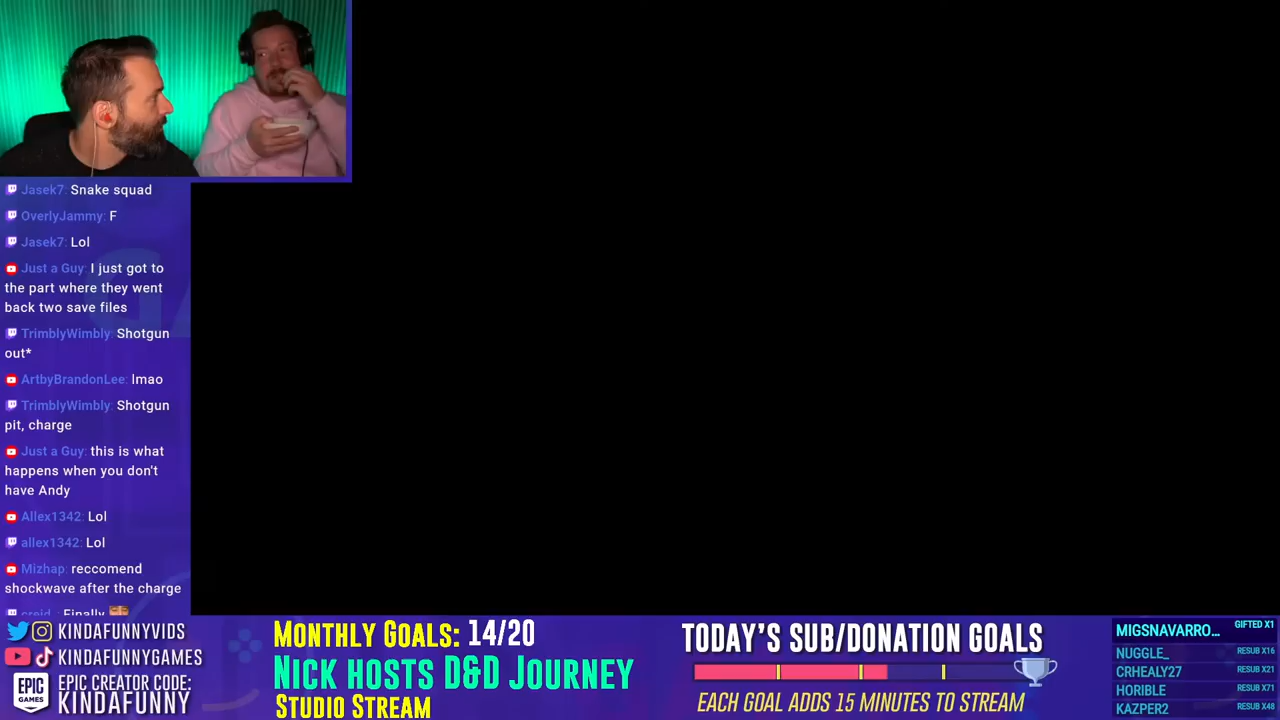 Jasek7: Snake squad
OverlyJammy: F
Jasek7: Lol
Just a Guy: I just got to
the part where they went
back two save files
TrimblyWimbly: Shotgun
out*
ArtbyBrandonLee: lmao
TrimblyWimbly: Shotgun
pit, charge
Just a Guy: this is what
happens when you don't
have Andy
Allex1342: Lol
allex1342: Lol
Mizhap: reccomend
shockwave after the charge
Finally
KINDAFUNNYVIDS
KINDAFUNNYGAMES
EPIC GAMES
EPIC CREATOR CODE:
KINDAFUNNY
MONTHLY GOALS: 14/20
NICK HOSTS D&D JOURNEY
STUDIO STREAM
TODAY'S SUB/DONATION GOALS
EACH GOAL ADDS 15 MINUTES TO STREAM
MIGSNAVARRO... GIFTED X1
NUGGLE_ RESUB X16
CRHEALY27 RESUB X21
HORIBLE RESUB X71
KAZPER2 RESUB X48